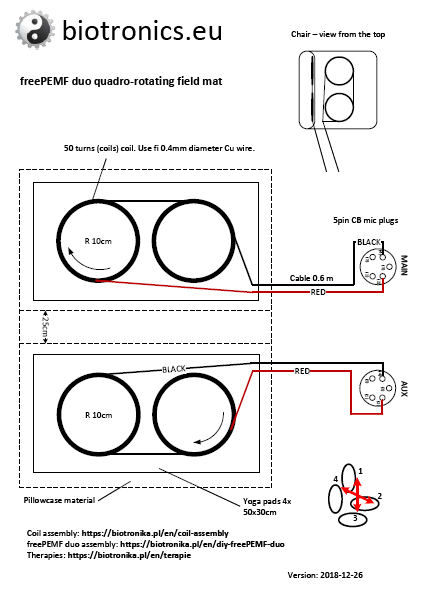 biotronics.eu
Chair – view from the top
freePEMF duo quadro-rotating field mat
50 turns (coils) coil. Use fi 0.4mm diameter Cu wire.
5pin CB mic plugs
R 10cm
BLACK
MAIN
Cable 0.6 m
RED
25cm
BLACK
RED
R 10cm
AUX
Pillowcase material
Yoga pads 4x
50x30cm
1
4
2
3
Coil assembly: https://biotronika.pl/en/coil-assembly
freePEMF duo assembly: https://biotronika.pl/en/diy-freePEMF-duo
Therapies: https://biotronika.pl/en/terapie
Version: 2018-12-26